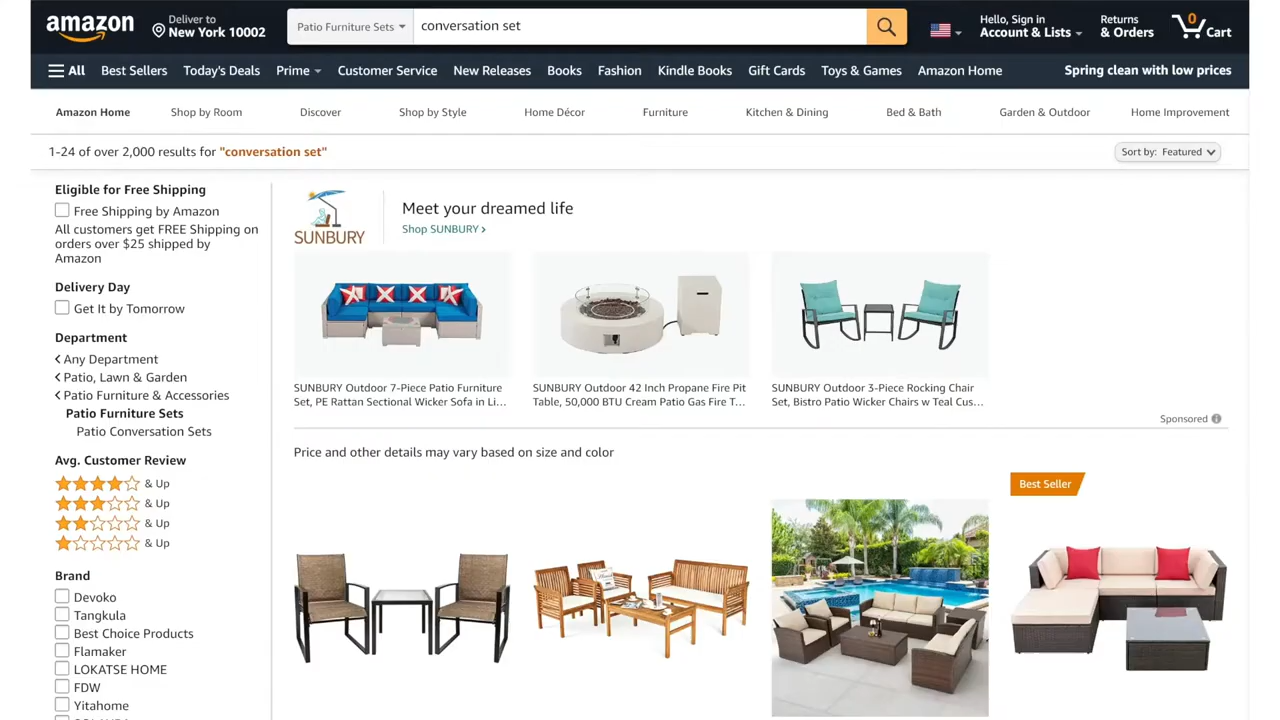 amazon
Deliver to
New York 10002
Patio Furniture Sets
conversation set
Hello, Sign in
Account & Lists
Returns
& Orders
0
Cart
All
Best Sellers
Today's Deals
Prime
Customer Service
New Releases
Books
Fashion
Kindle Books
Gift Cards
Toys & Games
Amazon Home
Spring clean with low prices
Amazon Home
Shop by Room
Discover
Shop by Style
Home Décor
Furniture
Kitchen & Dining
Bed & Bath
Garden & Outdoor
Home Improvement
1-24 of over 2,000 results for "conversation set"
Sort by: Featured
Eligible for Free Shipping
Free Shipping by Amazon
All customers get FREE Shipping on
orders over $25 shipped by
Amazon
Delivery Day
Get It by Tomorrow
Department
Any Department
Patio, Lawn & Garden
Patio Furniture & Accessories
Patio Furniture Sets
Patio Conversation Sets
Avg. Customer Review
& Up
& Up
& Up
& Up
Brand
Devoko
Tangkula
Best Choice Products
Flamaker
LOKATSE HOME
FDW
Yitahome
SUNBURY
Meet your dreamed life
Shop SUNBURY ›
SUNBURY Outdoor 7-Piece Patio Furniture
Set, PE Rattan Sectional Wicker Sofa in Li...
SUNBURY Outdoor 42 Inch Propane Fire Pit
Table, 50,000 BTU Cream Patio Gas Fire T...
SUNBURY Outdoor 3-Piece Rocking Chair
Set, Bistro Patio Wicker Chairs w Teal Cus...
Sponsored
Price and other details may vary based on size and color
Best Seller